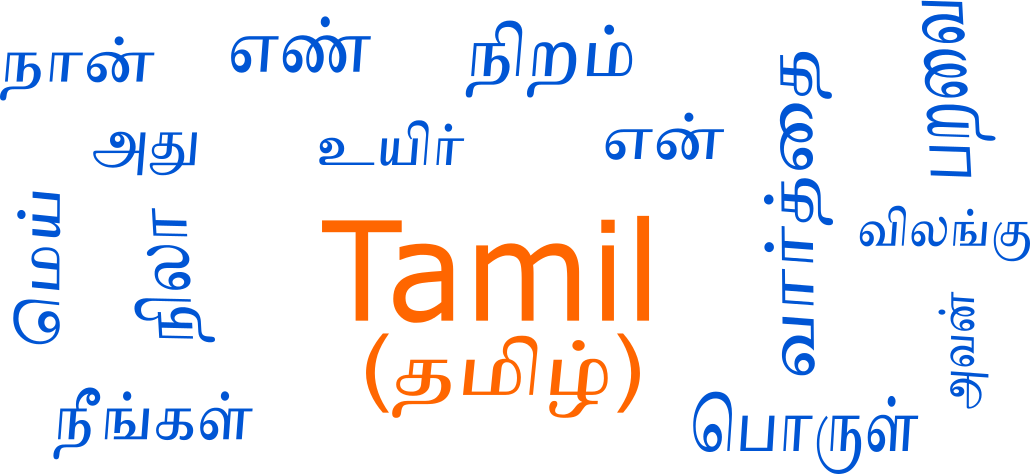 நான்
எண்
நிறம்
பறவை
அது
உயிர்
என்
வார்த்தை
மெய்
நிலா
Tamil
(தமிழ்)
விலங்கு
அவன்
நீங்கள்
பொருள்